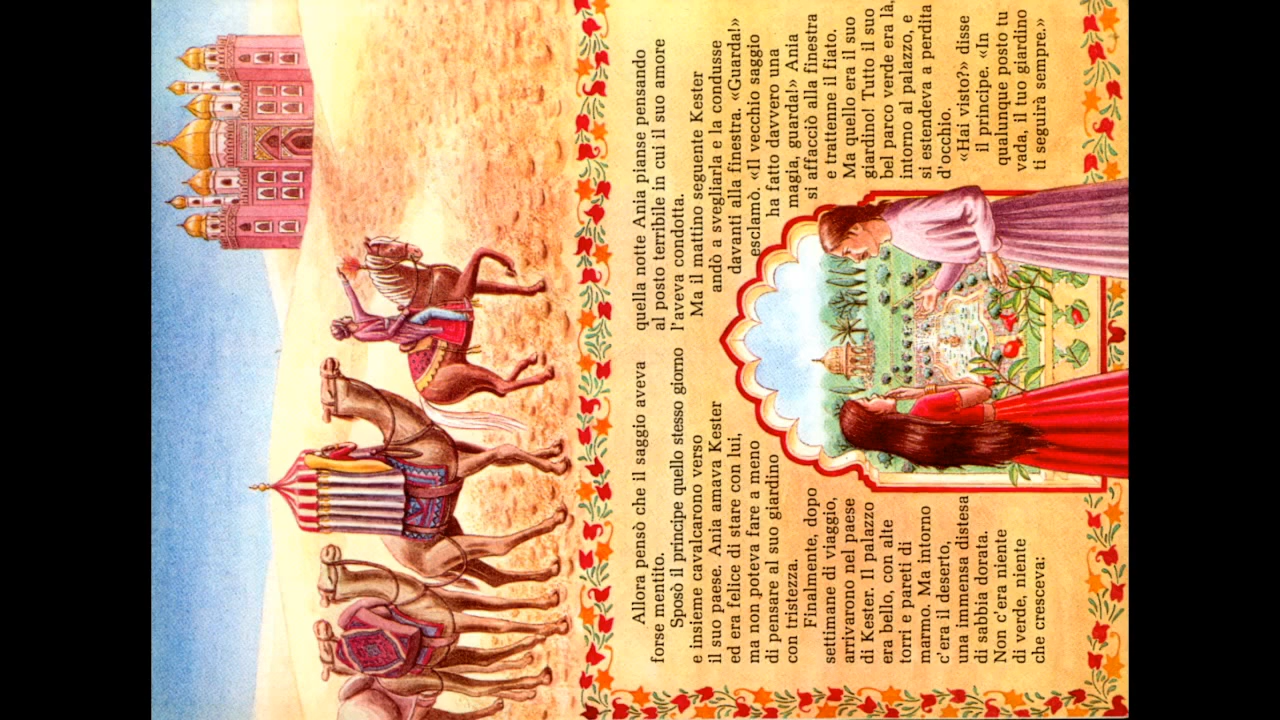 Allora pensò che il saggio aveva
forse mentito.
Sposò il principe quello stesso giorno
e insieme cavalcarono verso
il suo paese. Ania amava Kester
ed era felice di stare con lui,
ma non poteva fare a meno
di pensare al suo giardino
con tristezza.
Finalmente, dopo
settimane di viaggio,
arrivarono nel paese
di Kester. Il palazzo
era bello, con alte
torri e pareti di
marmo. Ma intorno
c'era il deserto,
una immensa distesa
di sabbia dorata.
Non c'era niente
di verde, niente
che cresceva:
quella notte Ania pianse pensando
al posto terribile in cui il suo amore
l'aveva condotta.
Ma il mattino seguente Kester
andò a svegliarla e la condusse
davanti alla finestra. «Guarda!»
esclamò. «Il vecchio saggio
ha fatto davvero una
magia, guarda!» Ania
si affacciò alla finestra
e trattenne il fiato.
Ma quello era il suo
giardino! Tutto il suo
bel parco verde era là,
intorno al palazzo, e
si estendeva a perdita
d'occhio.
«Hai visto?» disse
il principe. «In
qualunque posto tu
vada, il tuo giardino
ti seguirà sempre.»